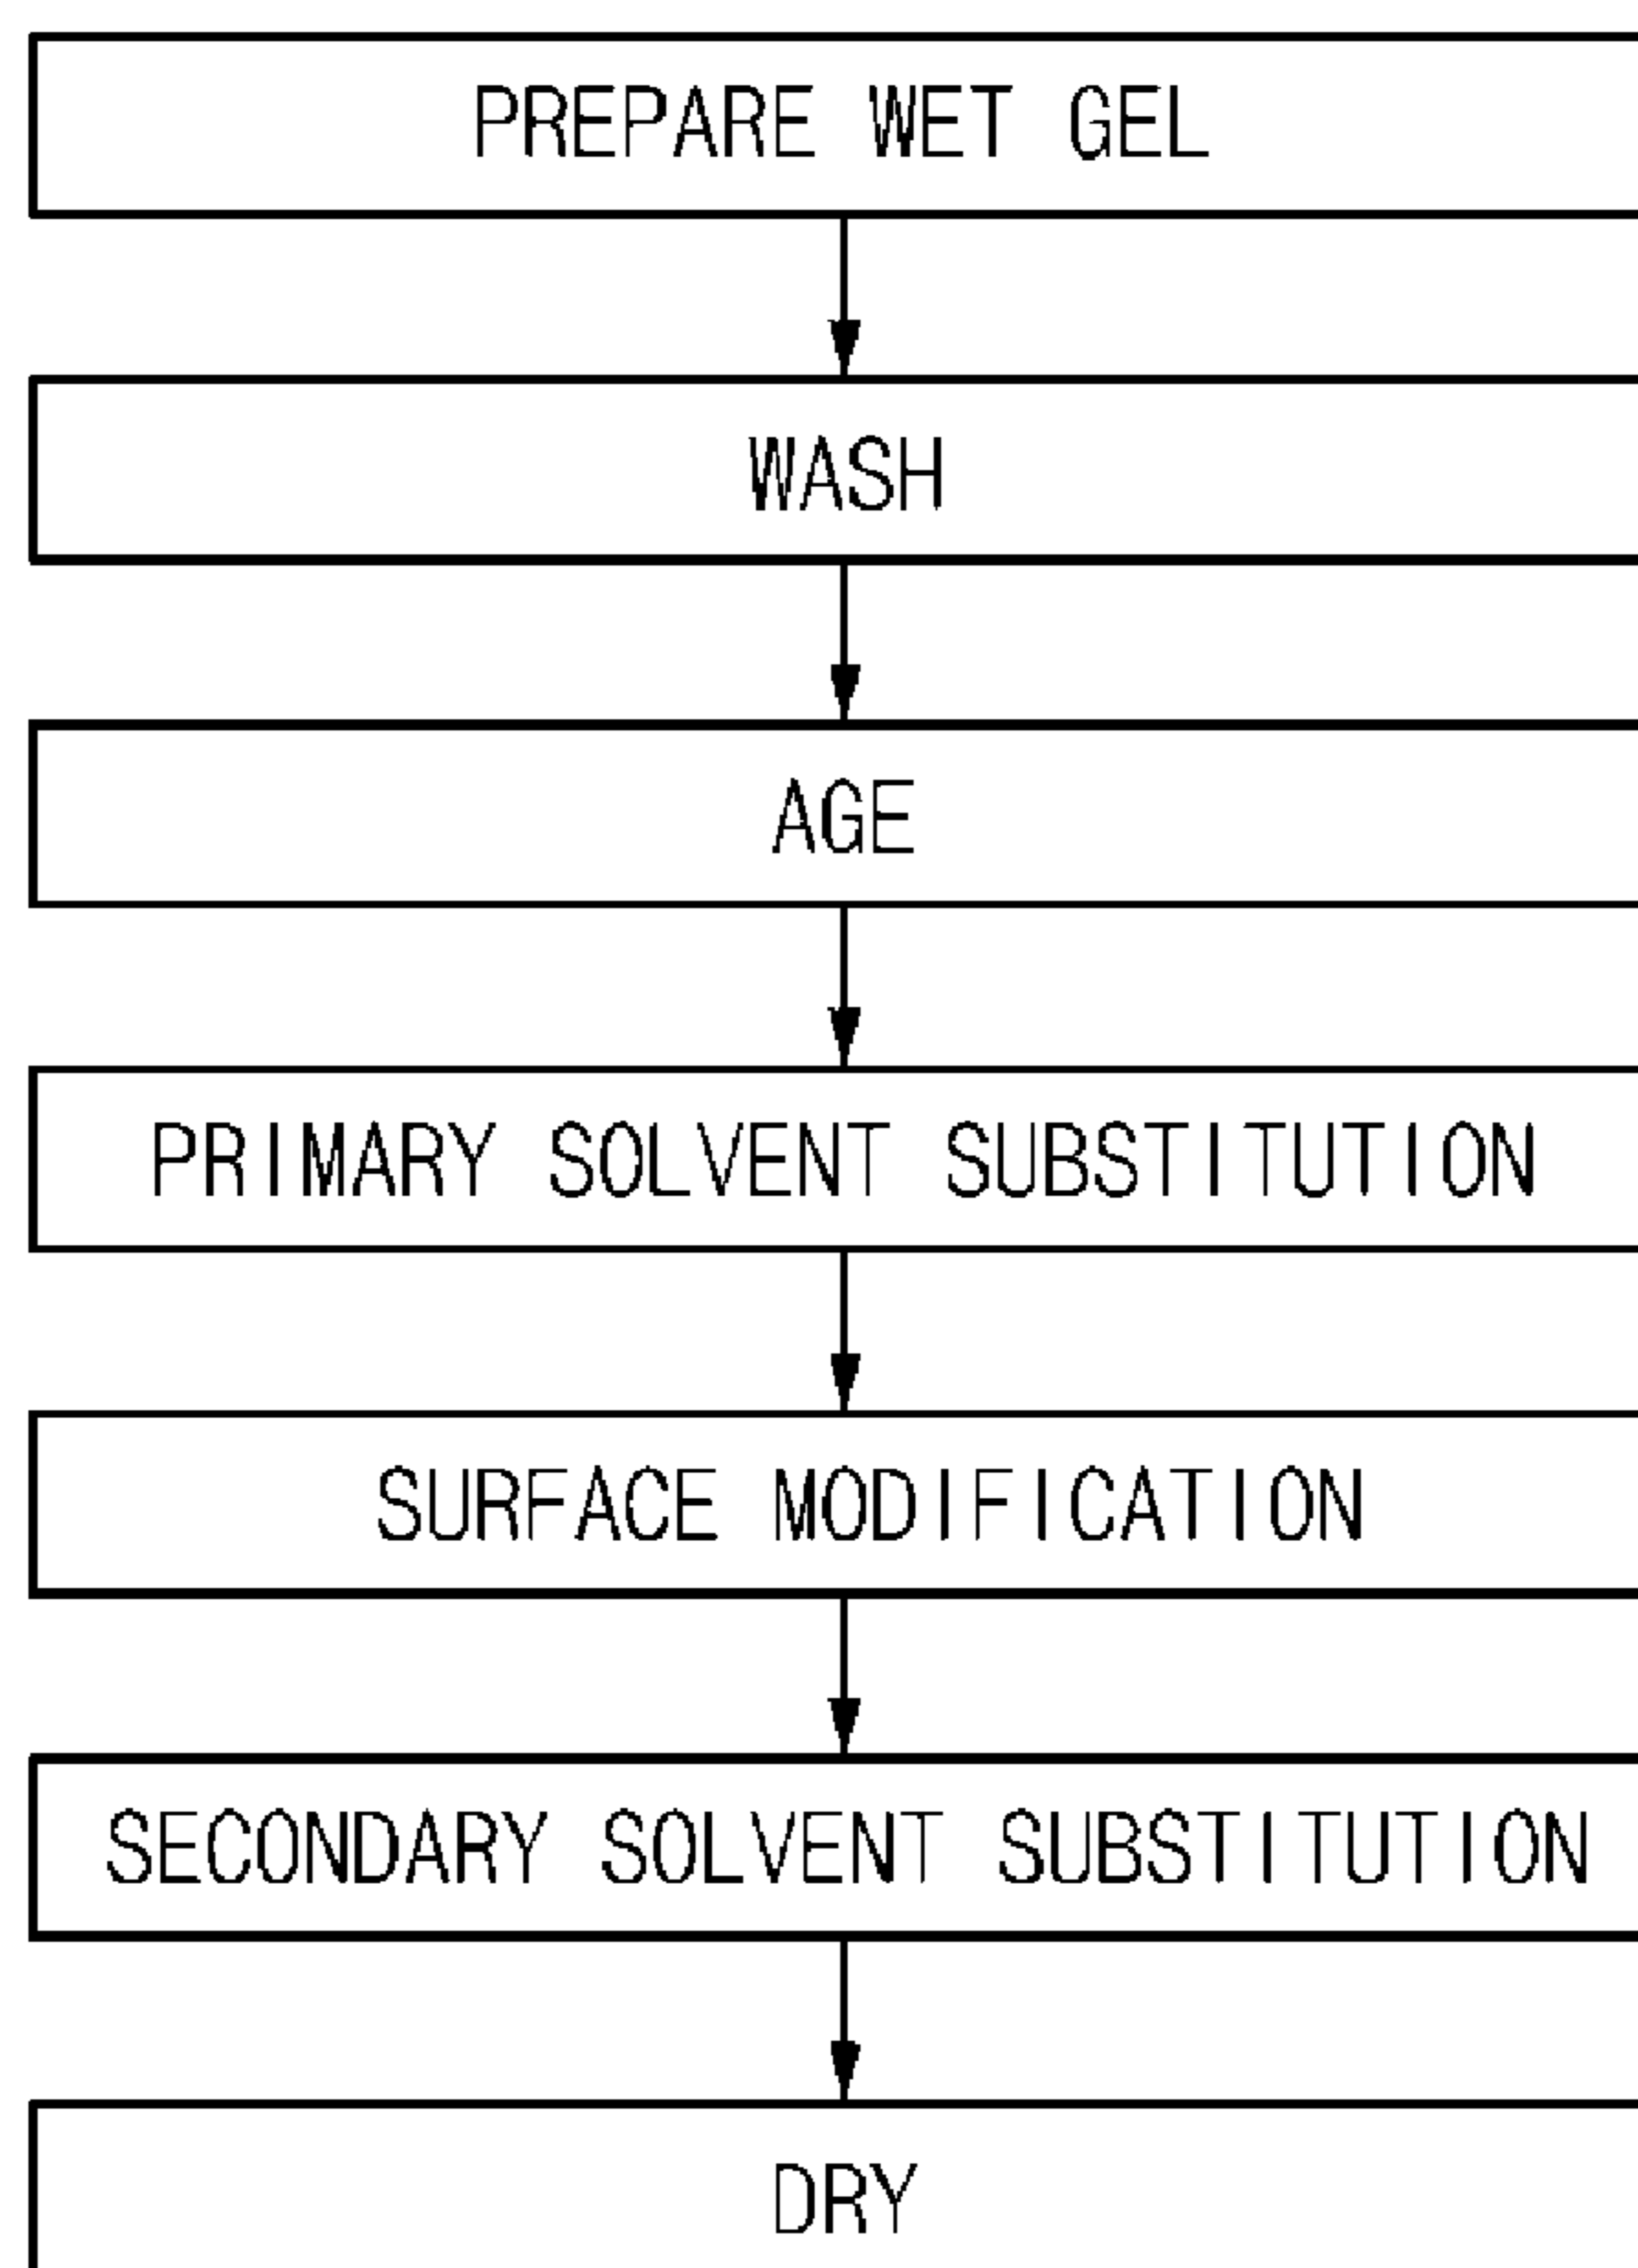 PREPARE WET GEL
WASH
AGE
PRIMARY SOLVENT SUBSTITUTION
SURFACE MODIFICATION
SECONDARY SOLVENT SUBSTITUTION
DRY